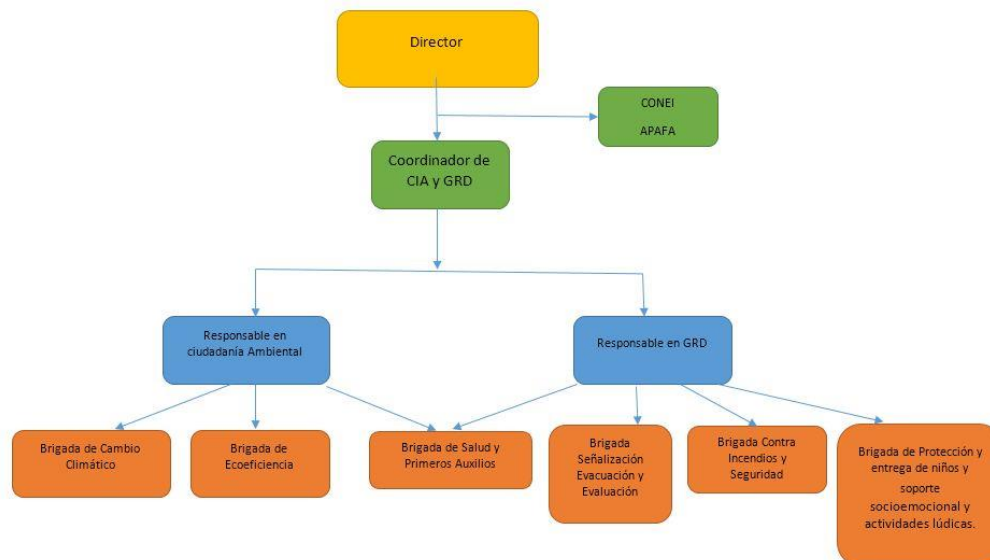 Director
CONEI
APAFA
Coordinador de
CIA y GRD
Responsable en
ciudadanía Ambiental
Responsable en GRD
Brigada de Cambio
Climático
Brigada de
Ecoeficiencia
Brigada de Salud y
Primeros Auxilios
Brigada
Señalización
Evacuación y
Evaluación
Brigada Contra
Incendios y
Seguridad
Brigada de Protección y
entrega de niños y
soporte
socioemocional y
actividades lúdicas.